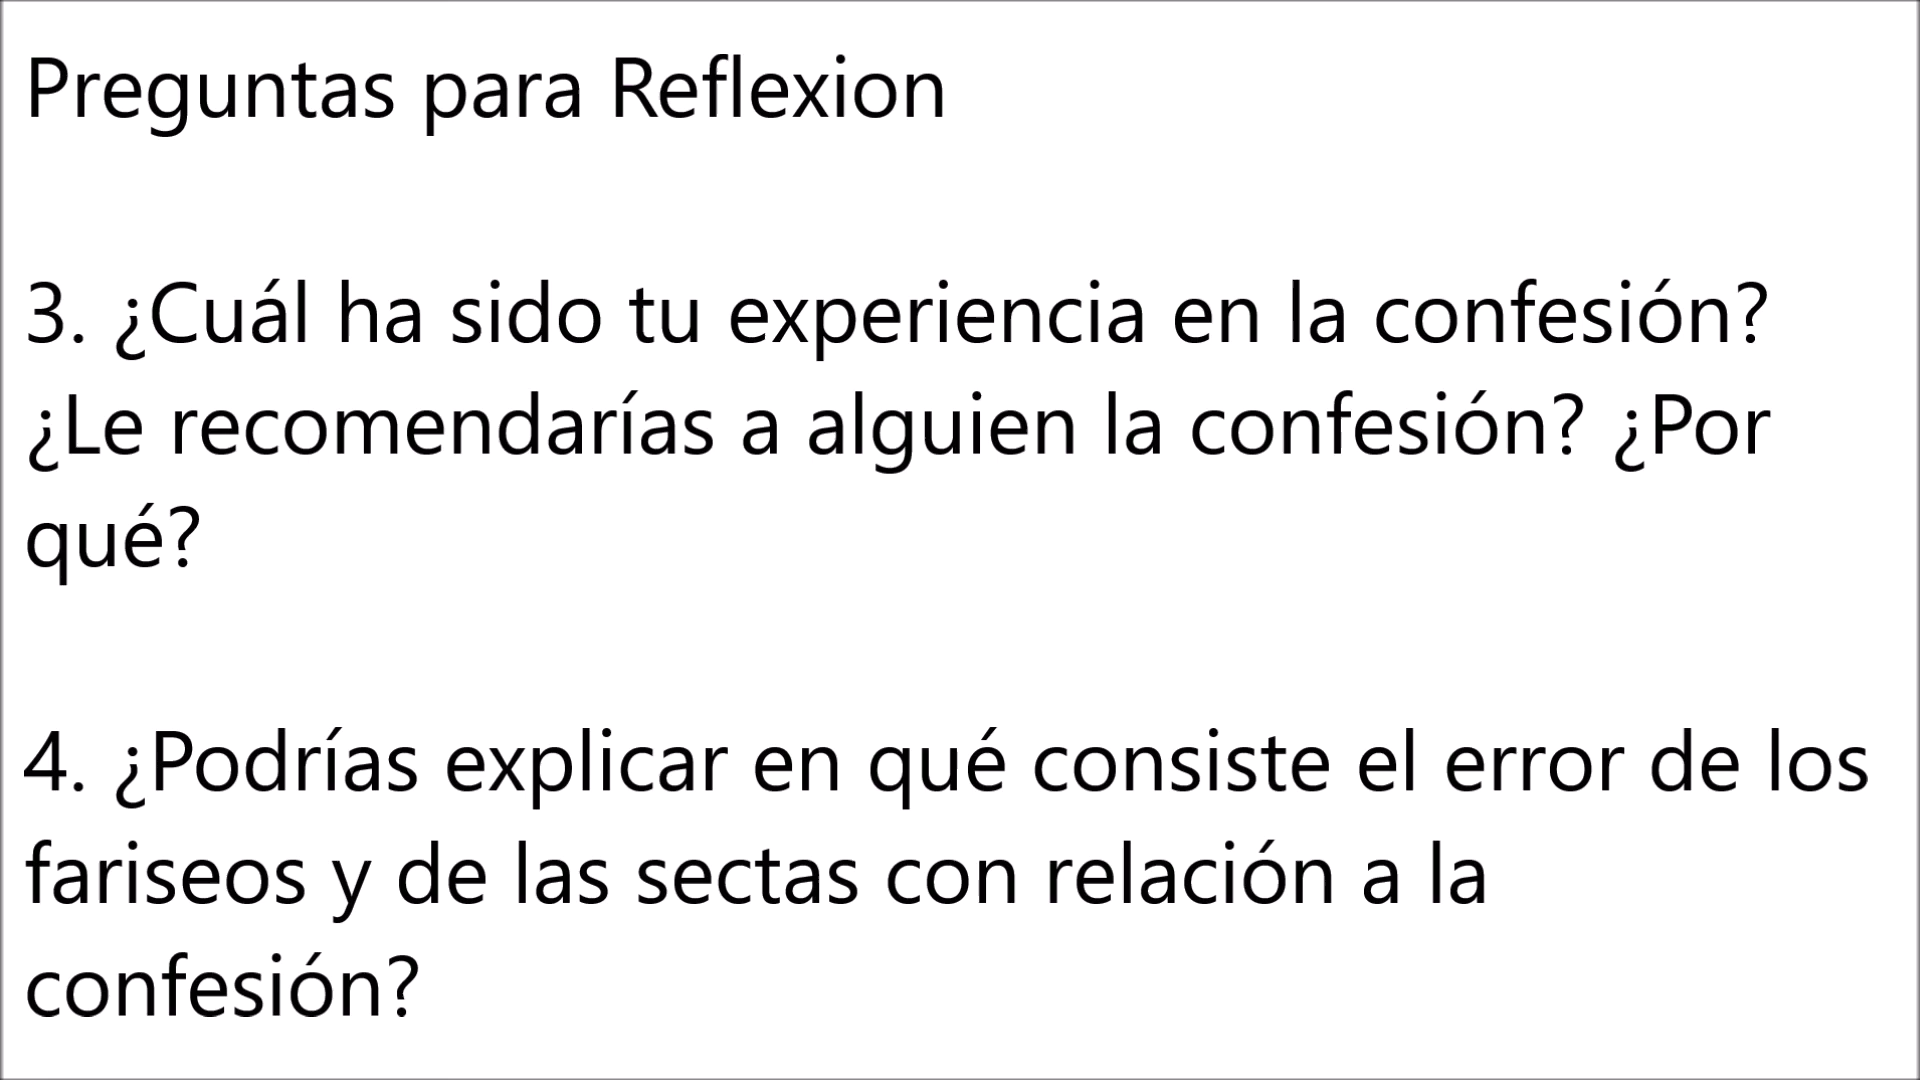 Preguntas para Reflexion
3. ¿Cuál ha sido tu experiencia en la confesión?
¿Le recomendarías a alguien la confesión? ¿Por
qué?
4. ¿Podrías explicar en qué consiste el error de los
fariseos y de las sectas con relación a la
confesión?